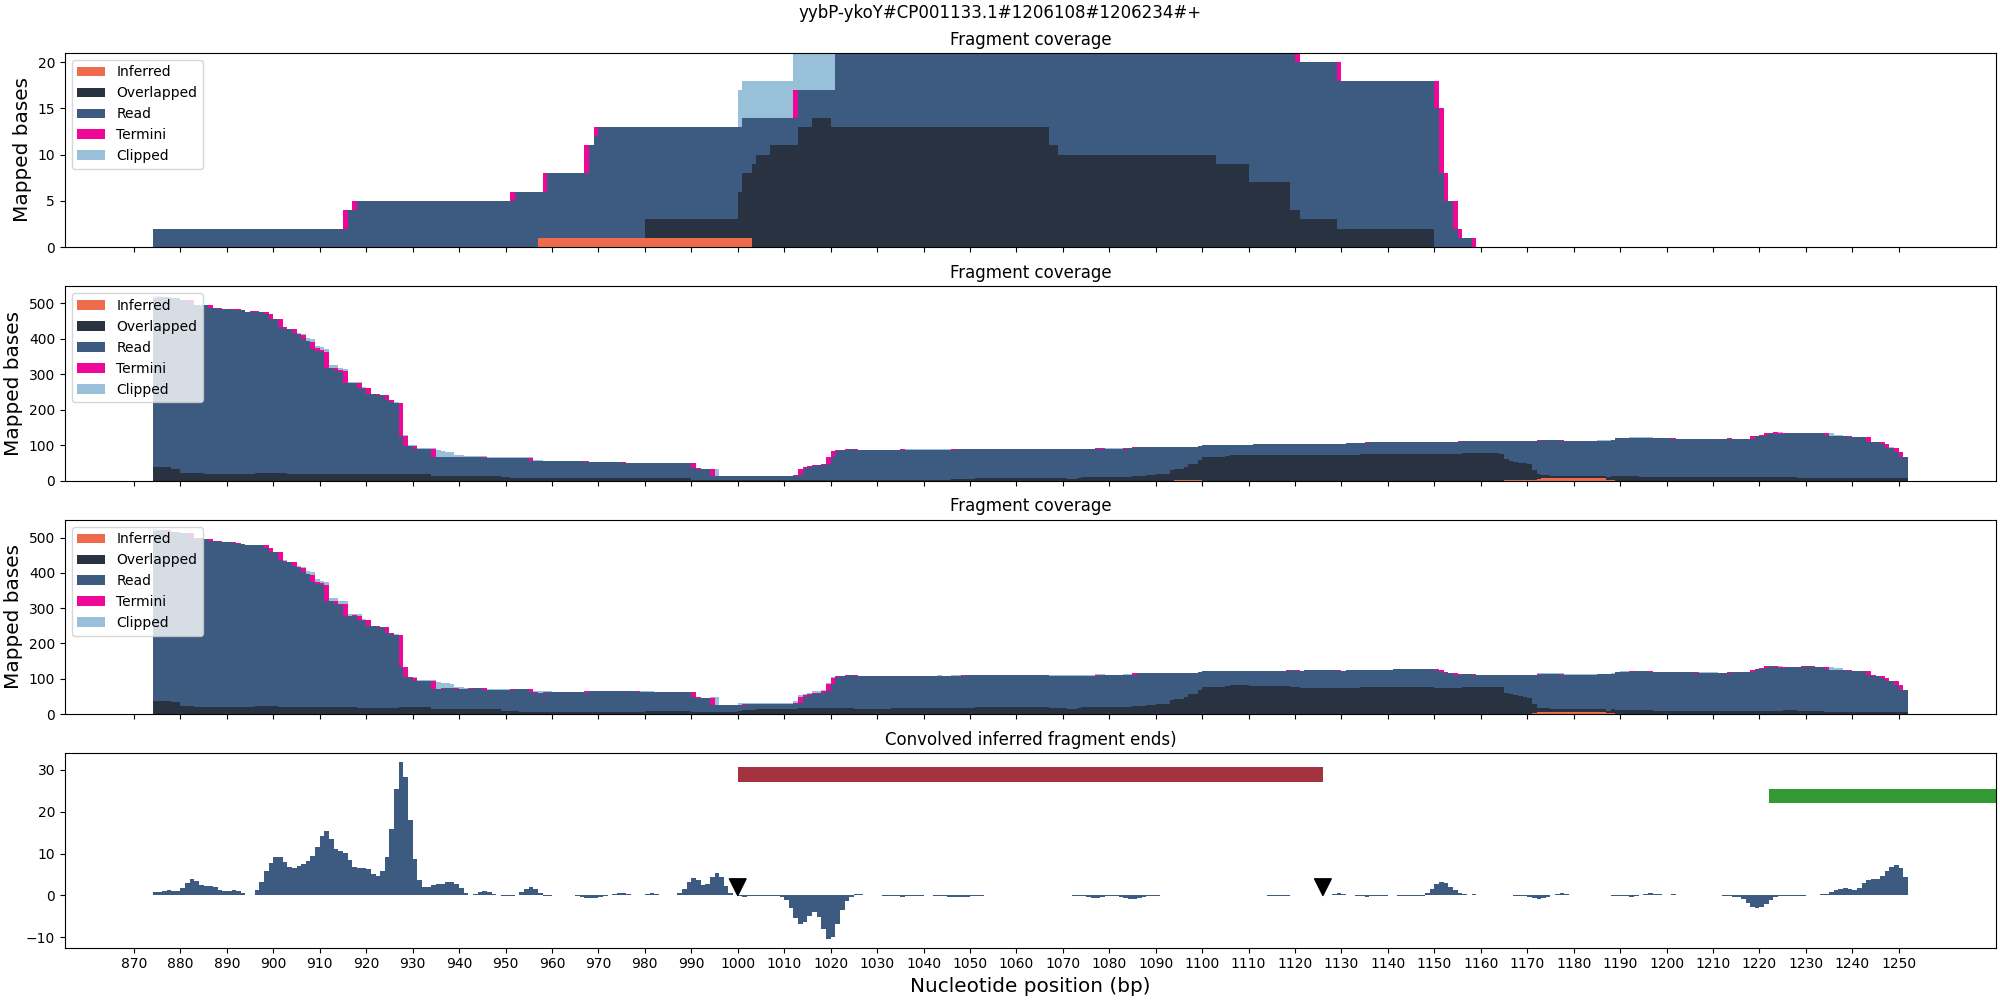 yybP-ykoY#CP001133.1#1206108#1206234#+
Fragment coverage
Mapped bases
20
15
10
5
0
Inferred
Overlapped
Read
Termini
Clipped
Fragment coverage
Mapped bases
500
400
300
200
100
0
Inferred
Overlapped
Read
Termini
Clipped
Fragment coverage
Mapped bases
500
400
300
200
100
0
Inferred
Overlapped
Read
Termini
Clipped
Convolved inferred fragment ends)
30
20
10
0
−10
870 880 890 900 910 920 930 940 950 960 970 980 990 1000 1010 1020 1030 1040 1050 1060 1070 1080 1090 1100 1110 1120 1130 1140 1150 1160 1170 1180 1190 1200 1210 1220 1230 1240 1250
Nucleotide position (bp)